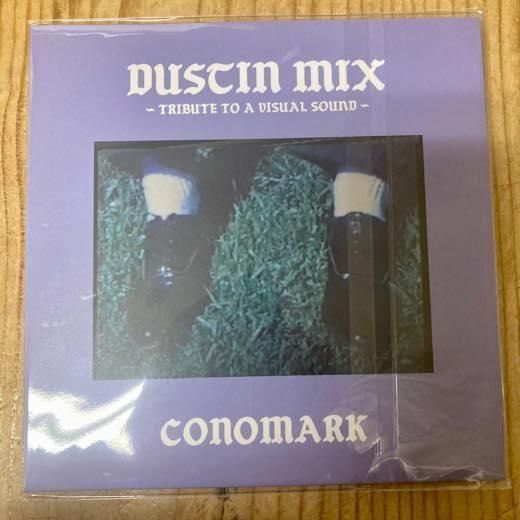 DUSTIN MIX
~ TRIBUTE TO A VISUAL SOUND ~
CONOMARK